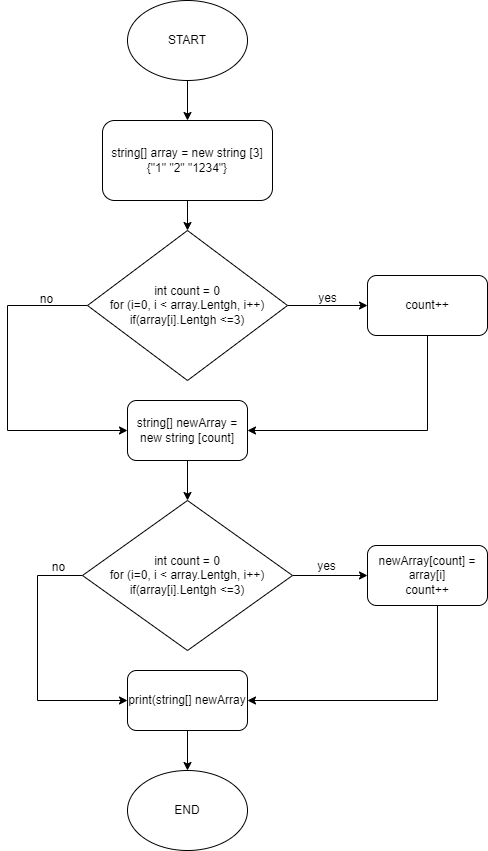 START
string[] array = new string [3]
{"1" "2" "1234"}
int count = 0
for (i=0, i < array.Lentgh, i++)
if(array[i].Lentgh <=3)
no
yes
count++
string[] newArray =
new string [count]
int count = 0
for (i=0, i < array.Lentgh, i++)
if(array[i].Lentgh <=3)
no
yes
newArray[count] =
array[i]
count++
print(string[] newArray
END